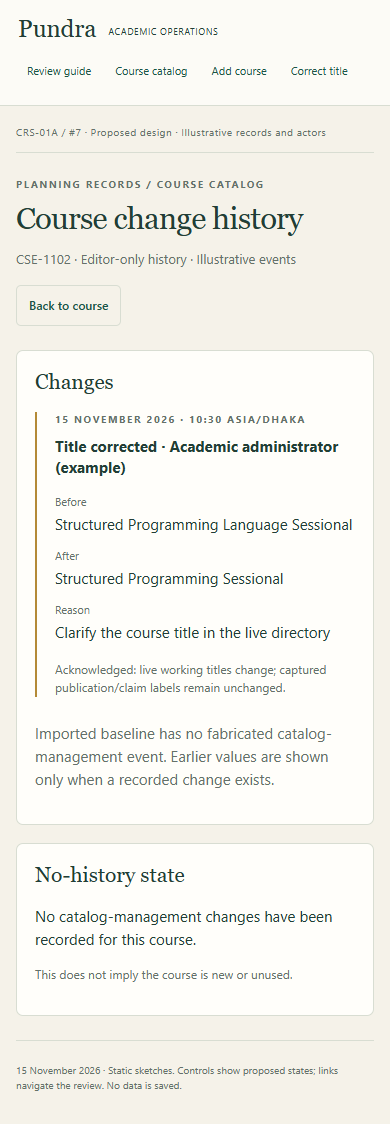 Pundra ACADEMIC OPERATIONS
Review guide Course catalog Add course Correct title
CRS-01A / #7 · Proposed design · Illustrative records and actors
PLANNING RECORDS / COURSE CATALOG
Course change history
CSE-1102 · Editor-only history · Illustrative events
Back to course
Changes
15 NOVEMBER 2026 · 10:30 ASIA/DHAKA
Title corrected · Academic administrator
(example)
Before
Structured Programming Language Sessional
After
Structured Programming Sessional
Reason
Clarify the course title in the live directory
Acknowledged: live working titles change; captured
publication/claim labels remain unchanged.
Imported baseline has no fabricated catalog-
management event. Earlier values are shown
only when a recorded change exists.
No-history state
No catalog-management changes have been
recorded for this course.
This does not imply the course is new or unused.
15 November 2026 · Static sketches. Controls show proposed states; links
navigate the review. No data is saved.